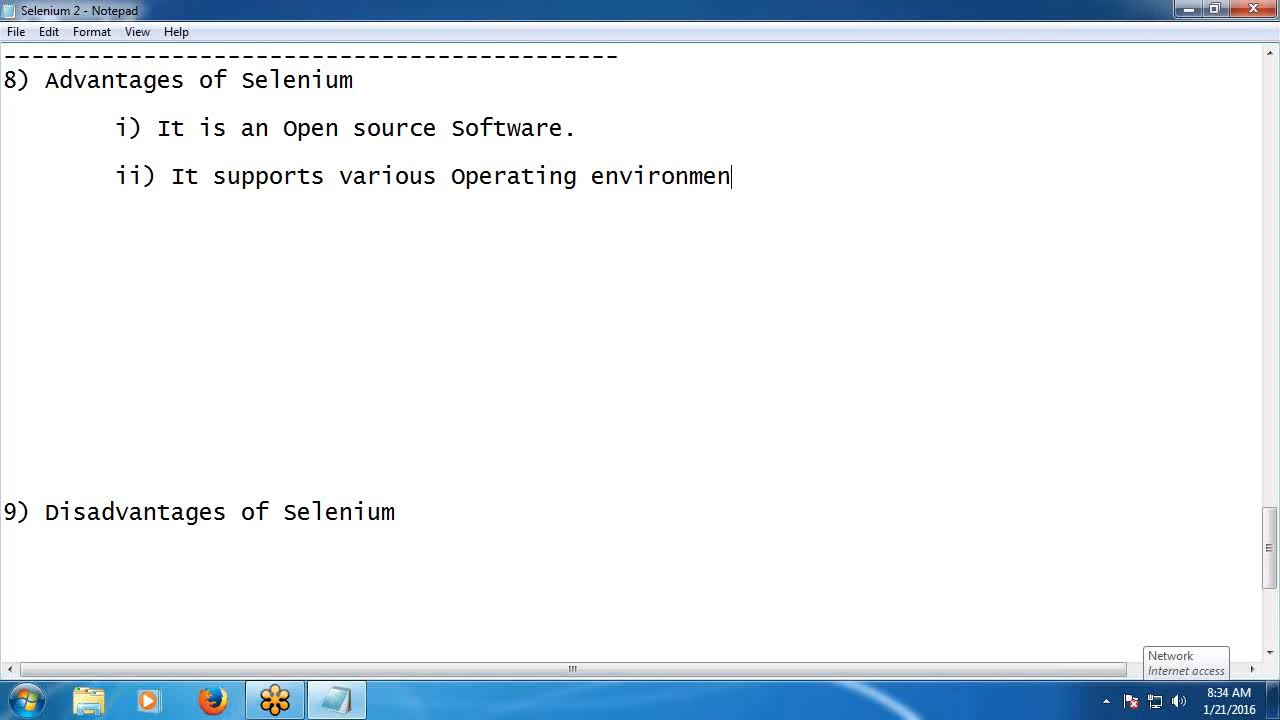 Selenium 2 - Notepad
File Edit Format View Help
--------------------------------------------
8) Advantages of Selenium
i) It is an Open source Software.
ii) It supports various Operating environmen
9) Disadvantages of Selenium
Network
Internet access
8:34 AM
1/21/2016